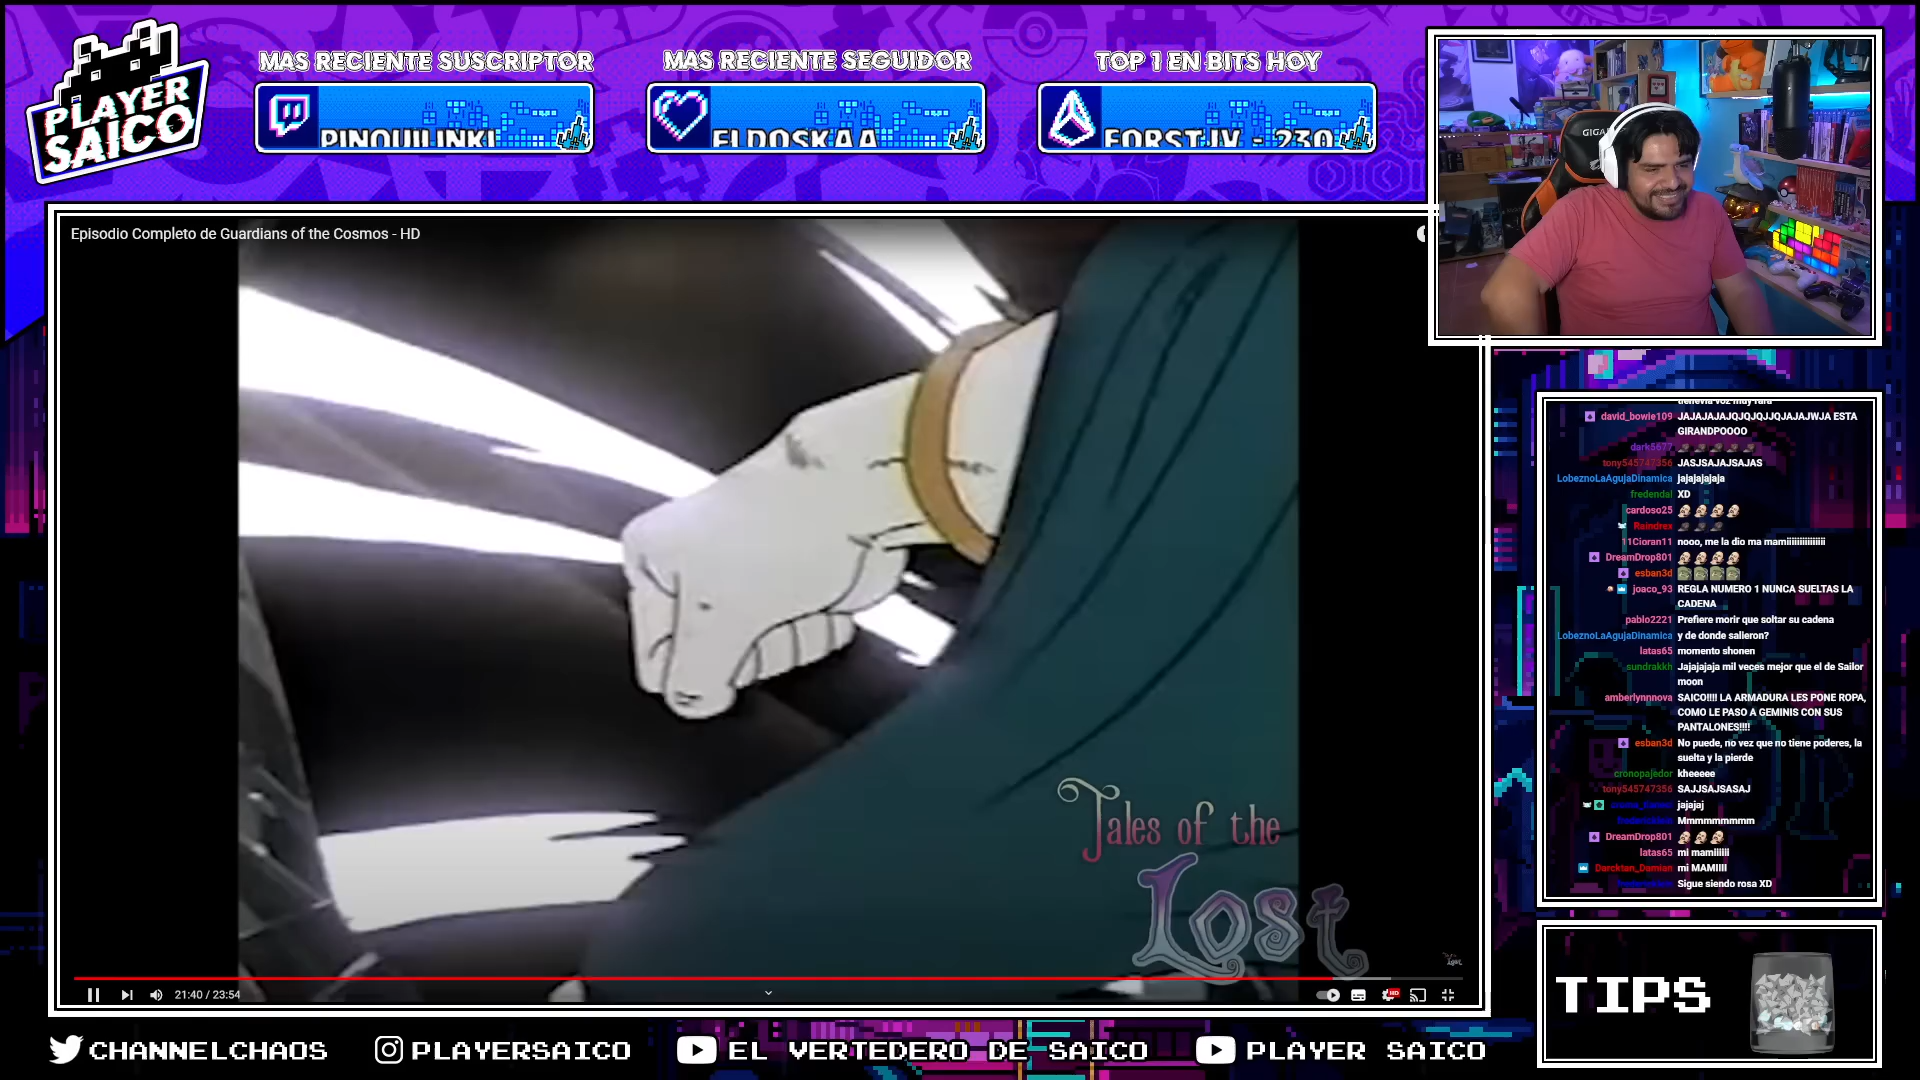 PLAYER
SAICO
MAS RECIENTE SUSCRIPTOR
PINQUILINKI
MAS RECIENTE SEGUIDOR
ELDOSKAA
TOP 1 EN BITS HOY
FORSTJV - 230
Episodio Completo de Guardians of the Cosmos - HD
Tales of the
Lost
21:40 / 23:54
HD
david_bowie109 JAJAJAJAJQJQJQJJQJAJAJWJA ESTA
GIRANDPOOOO
dark5677
tony545747356 JASJSAJAJSAJAS
LobeznoLaAgujaDinamica jajajajajaja
fredendal XD
cardoso25
Raindrex
11Cioran11 nooo, me la dio ma mamiiiiiiiiiiiiiii
DreamDrop801
esban3d
joaco_93 REGLA NUMERO 1 NUNCA SUELTAS LA
CADENA
pablo2221 Prefiere morir que soltar su cadena
LobeznoLaAgujaDinamica y de donde salieron?
latas65 momento shonen
sundrakkh Jajajajaja mil veces mejor que el de Sailor
moon
amberlynnnova SAICO!!!! LA ARMADURA LES PONE ROPA,
COMO LE PASO A GEMINIS CON SUS
PANTALONES!!!!
esban3d No puede, no vez que no tiene poderes, la
suelta y la pierde
cronopajedor kheeeee
tony545747356 SAJJSAJSASAJ
jajajaj
Mmmmmmmmm
DreamDrop801
latas65 mi mamiiiiii
Darcktan_Damian mi MAMIIII
Sigue siendo rosa XD
TIPS
CHANNELCHAOS
PLAYERSAICO
EL VERTEDERO DE SAICO
PLAYER SAICO